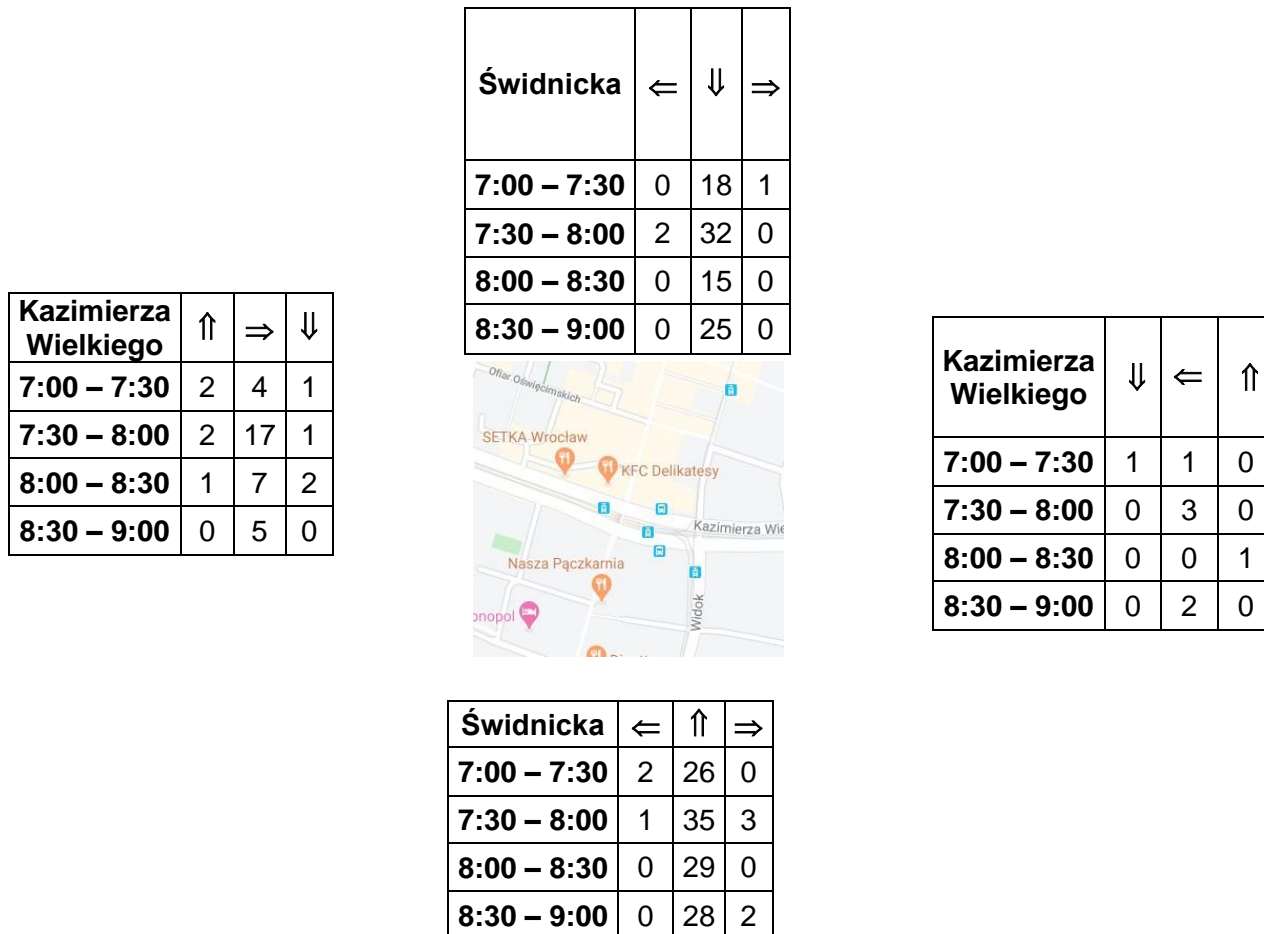 Świdnicka ⇐ ⇓ ⇒
7:00 – 7:30 0 18 1
7:30 – 8:00 2 32 0
8:00 – 8:30 0 15 0
8:30 – 9:00 0 25 0
Kazimierza
Wielkiego ⇑ ⇒ ⇓
7:00 – 7:30 2 4 1
7:30 – 8:00 2 17 1
8:00 – 8:30 1 7 2
8:30 – 9:00 0 5 0
Ofiar Oświęcimskich
SETKA Wrocław
KFC Delikatesy
Kazimierza Wie
Nasza Pączkarnia
Widok
onopol
Kazimierza
Wielkiego ⇓ ⇐ ⇑
7:00 – 7:30 1 1 0
7:30 – 8:00 0 3 0
8:00 – 8:30 0 0 1
8:30 – 9:00 0 2 0
Świdnicka ⇐ ⇑ ⇒
7:00 – 7:30 2 26 0
7:30 – 8:00 1 35 3
8:00 – 8:30 0 29 0
8:30 – 9:00 0 28 2